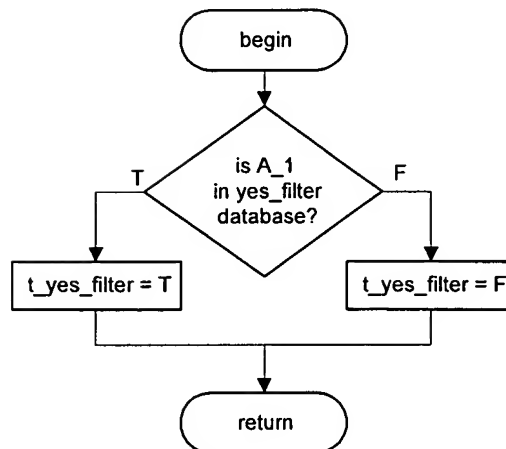 begin
is A_1
in yes_filter
database?
T
F
t_yes_filter = T
t_yes_filter = F
return